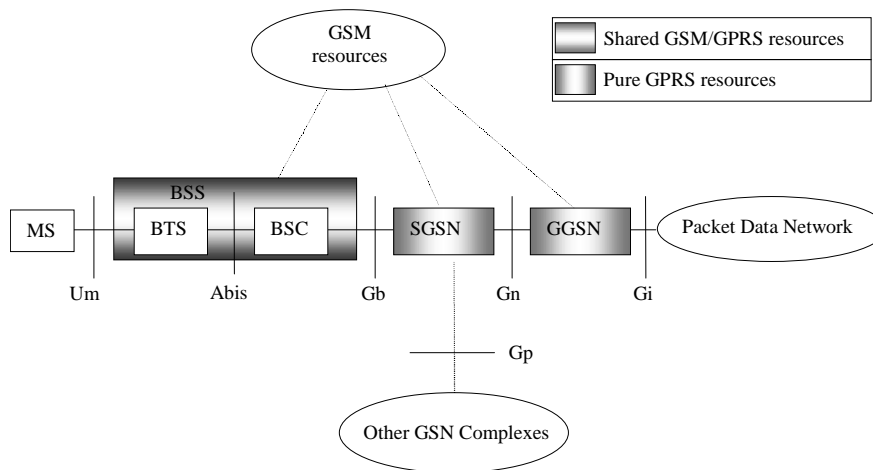 GSM
resources
Shared GSM/GPRS resources
Pure GPRS resources
BSS
MS
BTS
BSC
SGSN
GGSN
Packet Data Network
Um
Abis
Gb
Gn
Gi
Gp
Other GSN Complexes